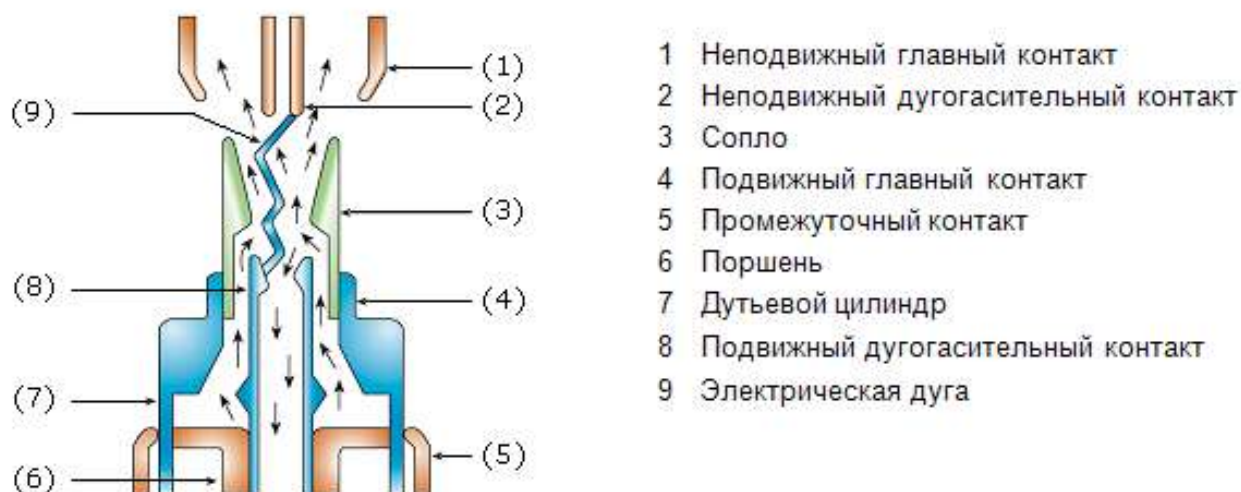 (1)
(2)
(9)
(3)
(8)
(4)
(7)
(5)
(6)
1 Неподвижный главный контакт
2 Неподвижный дугогасительный контакт
3 Сопло
4 Подвижный главный контакт
5 Промежуточный контакт
6 Поршень
7 Дутьевой цилиндр
8 Подвижный дугогасительный контакт
9 Электрическая дуга